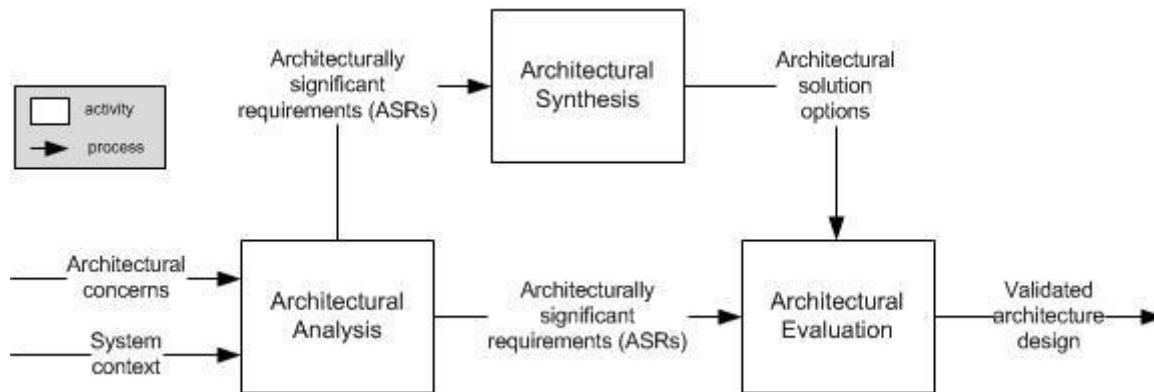 Architecturally
significant
requirements (ASRs)
Architectural
Synthesis
Architectural
solution
options
activity
process
Architectural
concerns
System
context
Architectural
Analysis
Architecturally
significant
requirements (ASRs)
Architectural
Evaluation
Validated
architecture
design